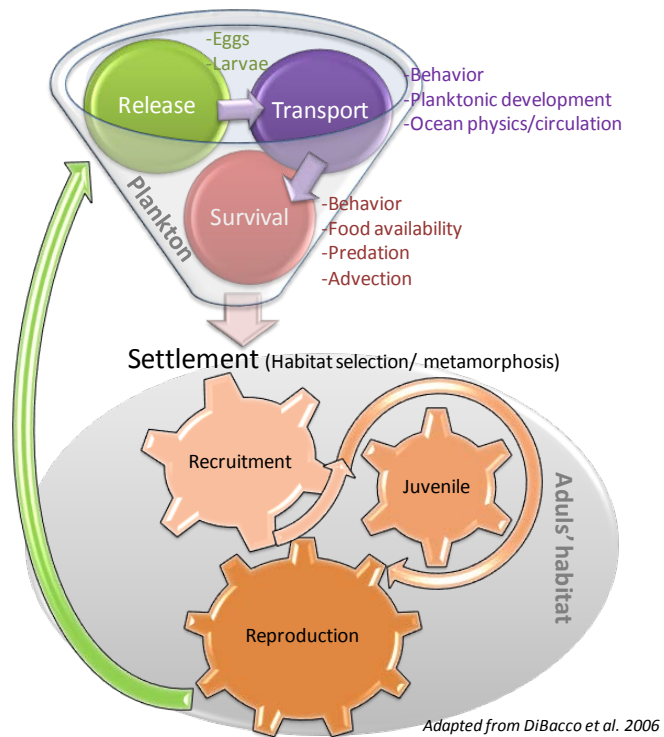 -Eggs
-Larvae
Release
Transport
-Behavior
-Planktonic development
-Ocean physics/circulation
Plankton
Survival
-Behavior
-Food availability
-Predation
-Advection
Settlement (Habitat selection/ metamorphosis)
Recruitment
Juvenile
Aduls' habitat
Reproduction
Adapted from DiBacco et al. 2006